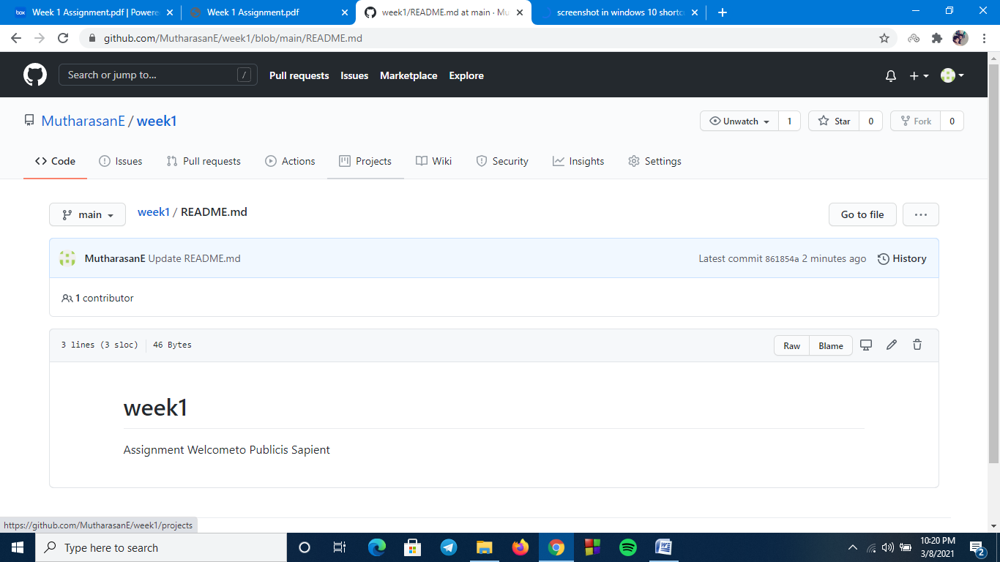 box Week 1 Assignment.pdf | Powere
Week 1 Assignment.pdf
week1/README.md at main · Mu
screenshot in windows 10 shortc
github.com/MutharasanE/week1/blob/main/README.md
Search or jump to... /
Pull requests Issues Marketplace Explore
MutharasanE / week1
Unwatch 1 Star 0 Fork 0
Code Issues Pull requests Actions Projects Wiki Security Insights Settings
main week1 / README.md Go to file
MutharasanE Update README.md Latest commit 861854a 2 minutes ago History
1 contributor
3 lines (3 sloc) 46 Bytes Raw Blame
week1
Assignment Welcometo Publicis Sapient
https://github.com/MutharasanE/week1/projects
Type here to search
10:20 PM
3/8/2021
2